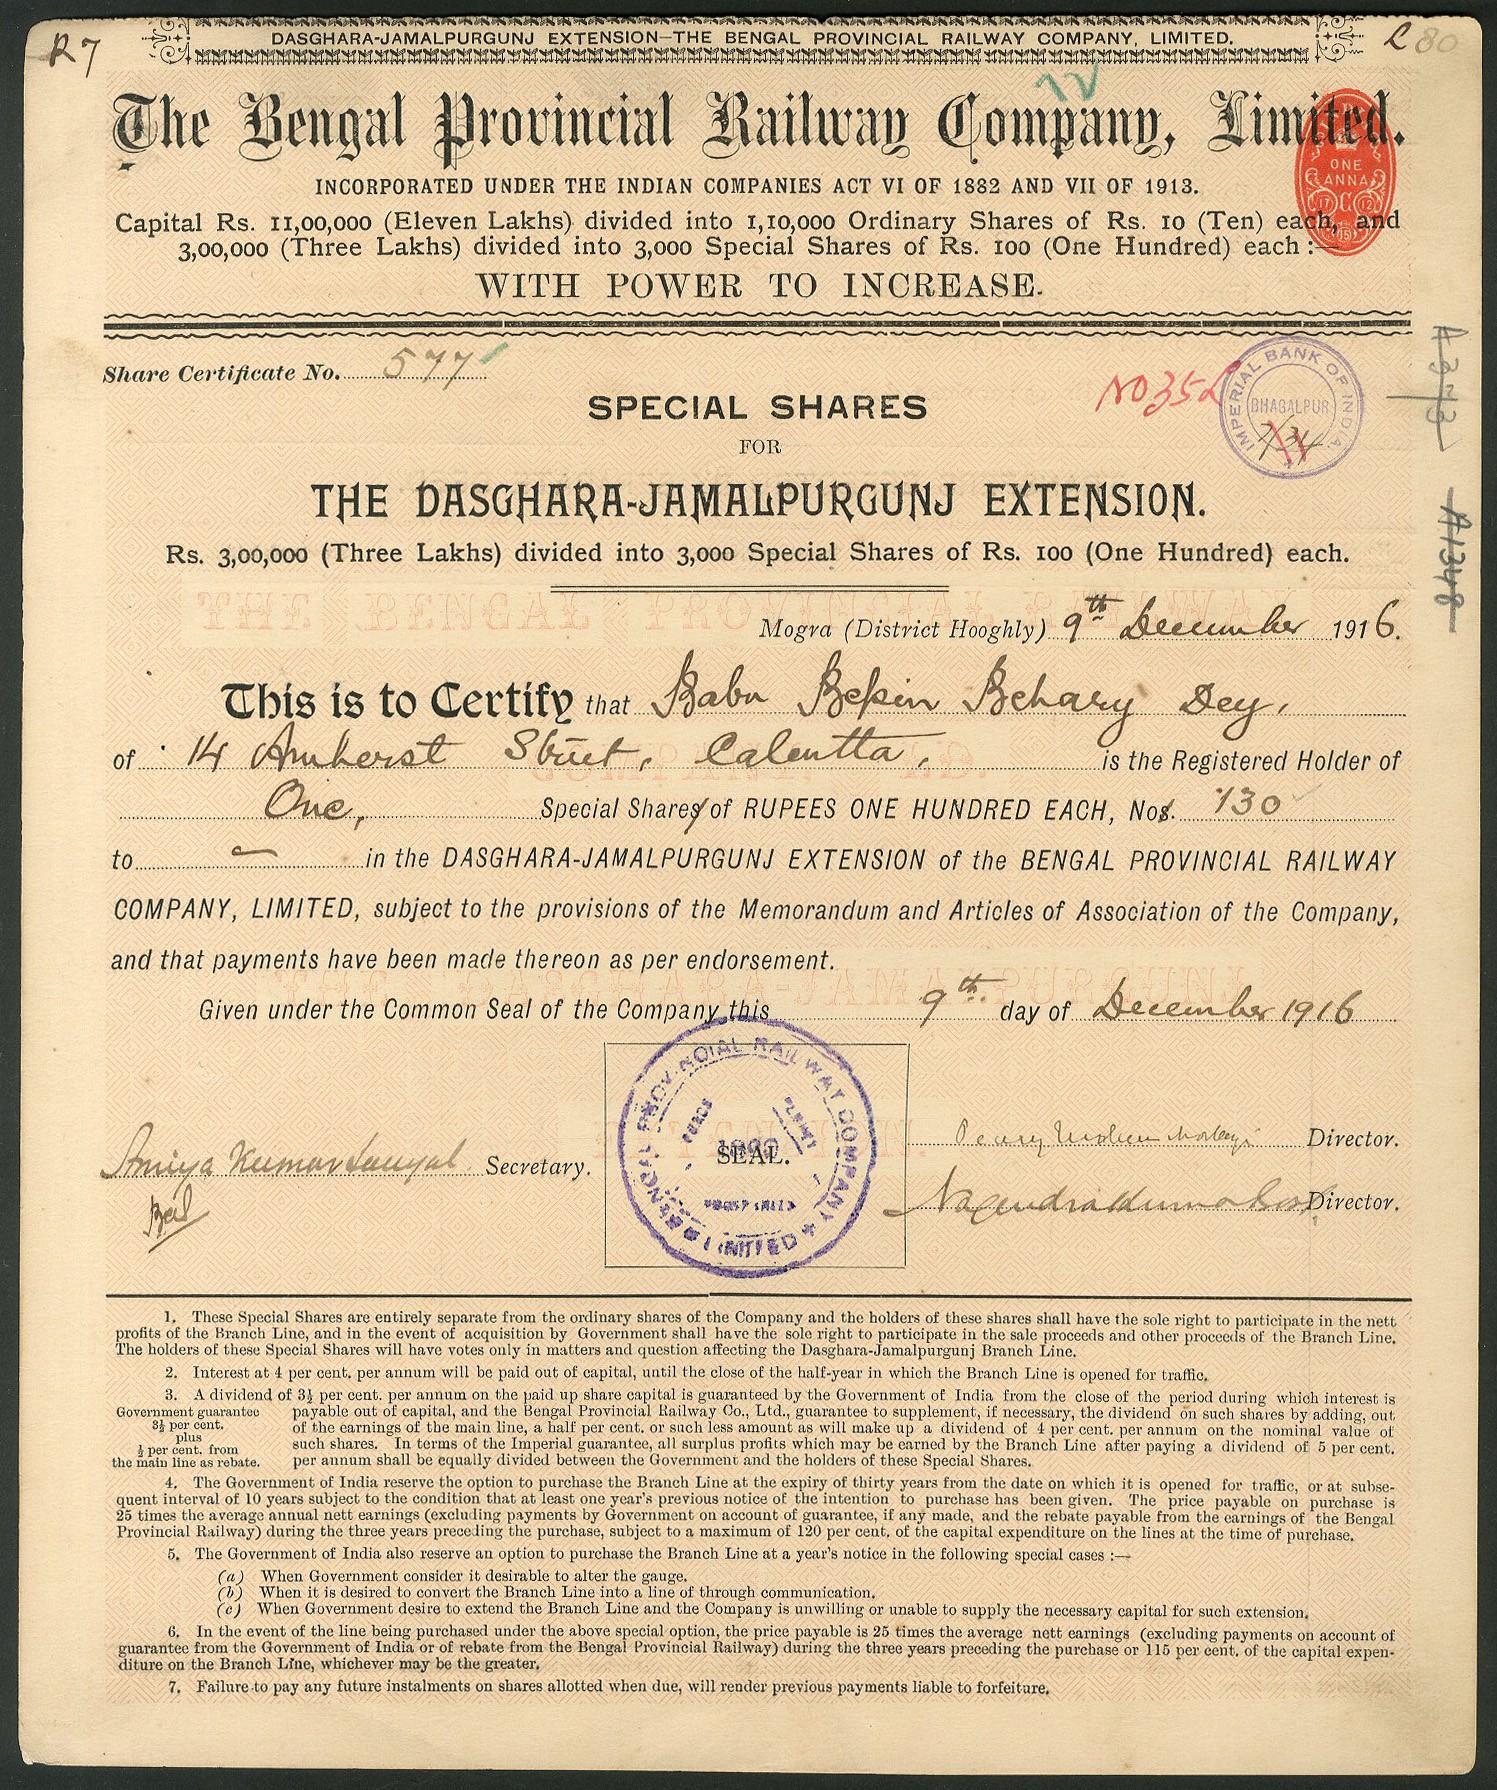 R 7
DASGHARA-JAMALPURGUNJ EXTENSION—THE BENGAL PROVINCIAL RAILWAY COMPANY, LIMITED.
The Bengal Provincial Railway Company, Limited.
ONE
ANNA
INCORPORATED UNDER THE INDIAN COMPANIES ACT VI OF 1882 AND VII OF 1913.
Capital Rs. 11,00,000 (Eleven Lakhs) divided into 1,10,000 Ordinary Shares of Rs. 10 (Ten) each, and
3,00,000 (Three Lakhs) divided into 3,000 Special Shares of Rs. 100 (One Hundred) each :—
WITH POWER TO INCREASE.
Share Certificate No. 577
IMPERIAL BANK OF INDIA
BHAGALPUR
SPECIAL SHARES
FOR
THE DASGHARA-JAMALPURGUNJ EXTENSION.
Rs. 3,00,000 (Three Lakhs) divided into 3,000 Special Shares of Rs. 100 (One Hundred) each.
THE BENGAL PROVINCIAL RAILWAY
Mogra (District Hooghly) 9th December 1916.
This is to Certify that Babu Bepin Behary Dey,
of 14 Amherst Street, Calcutta, is the Registered Holder of
One, Special Shares of RUPEES ONE HUNDRED EACH, Nos. 130
to — in the DASGHARA-JAMALPURGUNJ EXTENSION of the BENGAL PROVINCIAL RAILWAY
COMPANY, LIMITED, subject to the provisions of the Memorandum and Articles of Association of the Company,
and that payments have been made thereon as per endorsement.
Given under the Common Seal of the Company this 9th day of December 1916
BENGAL PROVINCIAL RAILWAY COMPANY LIMITED
SEAL.
Director.
Amiya Kumar Sanyal Secretary.
Director.
1. These Special Shares are entirely separate from the ordinary shares of the Company and the holders of these shares shall have the sole right to participate in the nett
profits of the Branch Line, and in the event of acquisition by Government shall have the sole right to participate in the sale proceeds and other proceeds of the Branch Line.
The holders of these Special Shares will have votes only in matters and question affecting the Dasghara-Jamalpurgunj Branch Line.
2. Interest at 4 per cent. per annum will be paid out of capital, until the close of the half-year in which the Branch Line is opened for traffic.
3. A dividend of 3½ per cent. per annum on the paid up share capital is guaranteed by the Government of India from the close of the period during which interest is
payable out of capital, and the Bengal Provincial Railway Co., Ltd., guarantee to supplement, if necessary, the dividend on such shares by adding, out
of the earnings of the main line, a half per cent. or such less amount as will make up a dividend of 4 per cent. per annum on the nominal value of
such shares. In terms of the Imperial guarantee, all surplus profits which may be earned by the Branch Line after paying a dividend of 5 per cent.
per annum shall be equally divided between the Government and the holders of these Special Shares.
Government guarantee
3½ per cent.
plus
½ per cent. from
the main line as rebate.
4. The Government of India reserve the option to purchase the Branch Line at the expiry of thirty years from the date on which it is opened for traffic, or at subse-
quent interval of 10 years subject to the condition that at least one year's previous notice of the intention to purchase has been given. The price payable on purchase is
25 times the average annual nett earnings (excluding payments by Government on account of guarantee, if any made, and the rebate payable from the earnings of the Bengal
Provincial Railway) during the three years preceding the purchase, subject to a maximum of 120 per cent. of the capital expenditure on the lines at the time of purchase.
5. The Government of India also reserve an option to purchase the Branch Line at a year's notice in the following special cases :—
(a) When Government consider it desirable to alter the gauge.
(b) When it is desired to convert the Branch Line into a line of through communication.
(c) When Government desire to extend the Branch Line and the Company is unwilling or unable to supply the necessary capital for such extension.
6. In the event of the line being purchased under the above special option, the price payable is 25 times the average nett earnings (excluding payments on account of
guarantee from the Government of India or of rebate from the Bengal Provincial Railway) during the three years preceding the purchase or 115 per cent. of the capital expen-
diture on the Branch Line, whichever may be the greater.
7. Failure to pay any future instalments on shares allotted when due, will render previous payments liable to forfeiture.